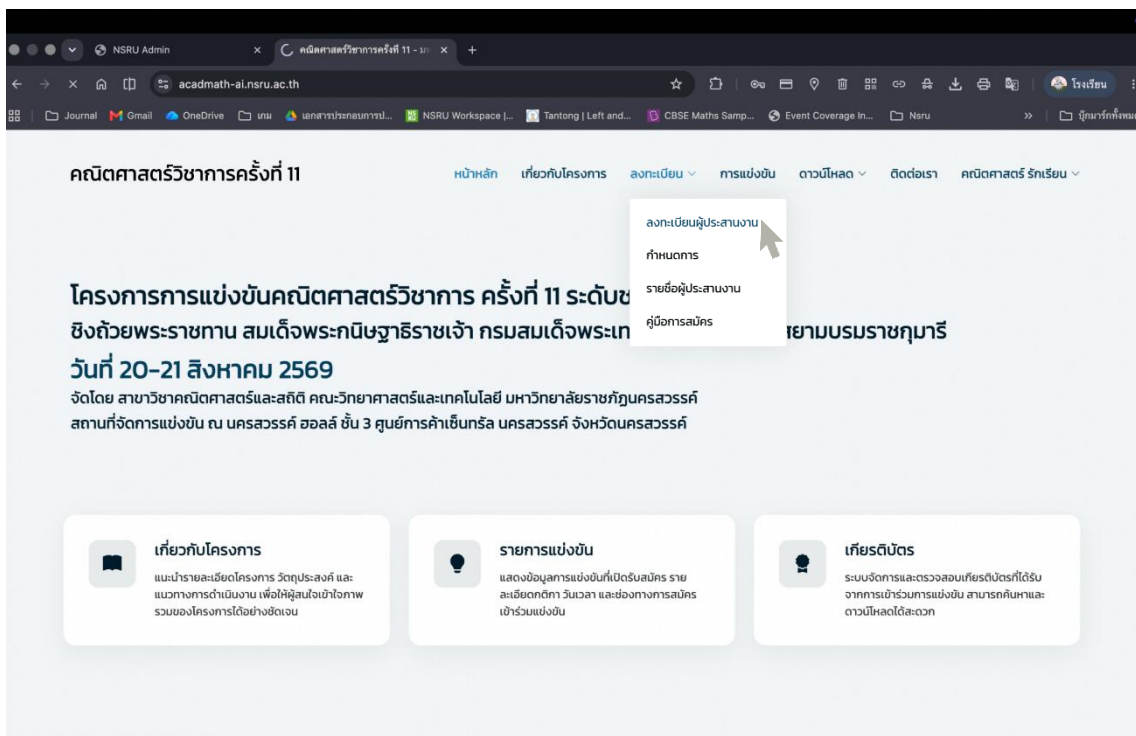 NSRU Admin
คณิตศาสตร์วิชาการครั้งที่ 11 - มก
acadmath-ai.nsru.ac.th
โรงเรียน
Journal
Gmail
OneDrive
เกม
เอกสารประกอบการป...
NSRU Workspace |...
Tantong | Left and...
CBSE Maths Samp...
Event Coverage In...
Nsru
บุ๊กมาร์กทั้งหมด
คณิตศาสตร์วิชาการครั้งที่ 11
หน้าหลัก
เกี่ยวกับโครงการ
ลงทะเบียน
การแข่งขัน
ดาวน์โหลด
ติดต่อเรา
คณิตศาสตร์ รักเรียน
ลงทะเบียนผู้ประสานงาน
กำหนดการ
รายชื่อผู้ประสานงาน
คู่มือการสมัคร
โครงการการแข่งขันคณิตศาสตร์วิชาการ ครั้งที่ 11 ระดับช
ชิงถ้วยพระราชทาน สมเด็จพระกนิษฐาธิราชเจ้า กรมสมเด็จพระเท สยามบรมราชกุมารี
วันที่ 20-21 สิงหาคม 2569
จัดโดย สาขาวิชาคณิตศาสตร์และสถิติ คณะวิทยาศาสตร์และเทคโนโลยี มหาวิทยาลัยราชภัฏนครสวรรค์
สถานที่จัดการแข่งขัน ณ นครสวรรค์ ฮอลล์ ชั้น 3 ศูนย์การค้าเซ็นทรัล นครสวรรค์ จังหวัดนครสวรรค์
เกี่ยวกับโครงการ
แนะนำรายละเอียดโครงการ วัตถุประสงค์ และ
แนวทางการดำเนินงาน เพื่อให้ผู้สนใจเข้าใจภาพ
รวมของโครงการได้อย่างชัดเจน
รายการแข่งขัน
แสดงข้อมูลการแข่งขันที่เปิดรับสมัคร ราย
ละเอียดกติกา วันเวลา และช่องทางการสมัคร
เข้าร่วมแข่งขัน
เกียรติบัตร
ระบบจัดการและตรวจสอบเกียรติบัตรที่ได้รับ
จากการเข้าร่วมการแข่งขัน สามารถค้นหาและ
ดาวน์โหลดได้สะดวก